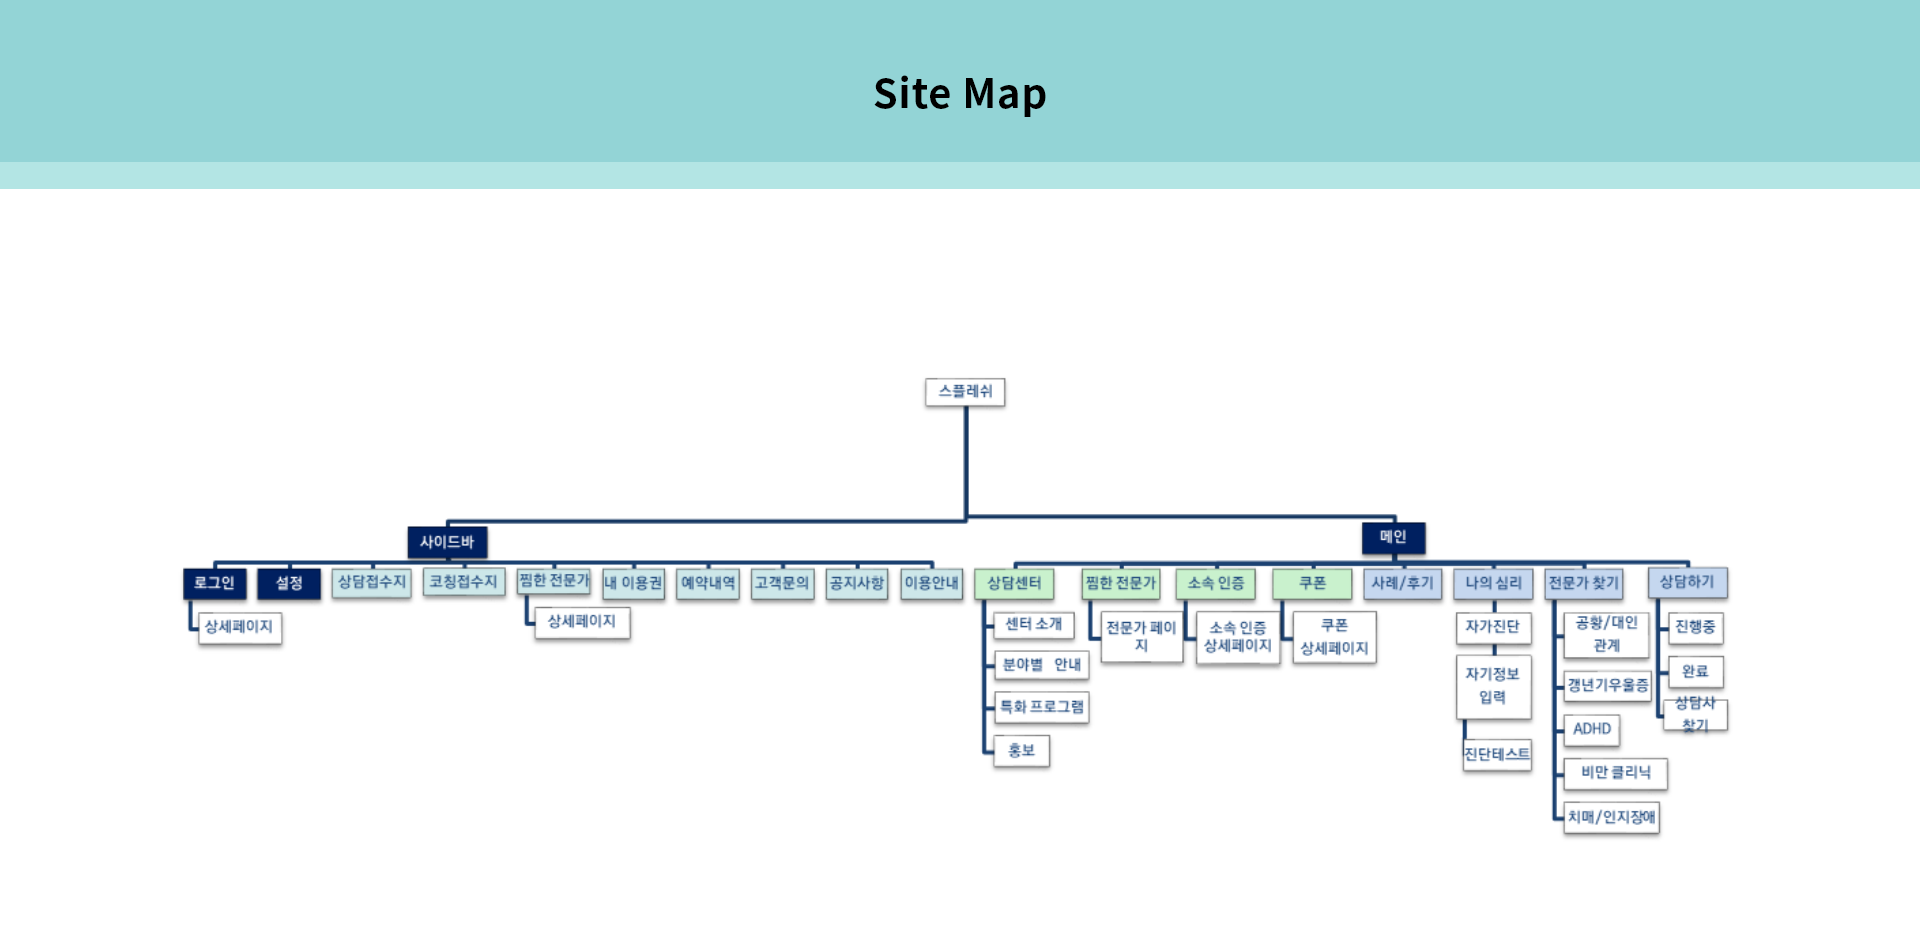 Site Map
스플레쉬
사이드바
메인
로그인
설정
상담접수지
코칭접수지
찜한 전문가
내 이용권
예약내역
고객문의
공지사항
이용안내
상담센터
찜한 전문가
소속 인증
쿠폰
사례/후기
나의 심리
전문가 찾기
상담하기
상세페이지
상세페이지
센터 소개
분야별 안내
특화 프로그램
홍보
전문가 페이
지
소속 인증
상세페이지
쿠폰
상세페이지
자가진단
자기정보
입력
진단테스트
공황/대인
관계
갱년기우울증
ADHD
비만 클리닉
치매/인지장애
진행중
완료
상담사
찾기